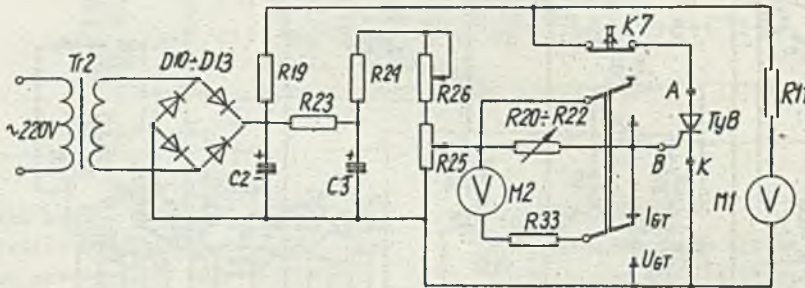 Tr2
D10÷D13
~220V
R19
R23
C2
R24
C3
R26
R25
K7
R20÷R22
V
M2
R33
A
TyB
B
K
IGT
UGT
M1
V